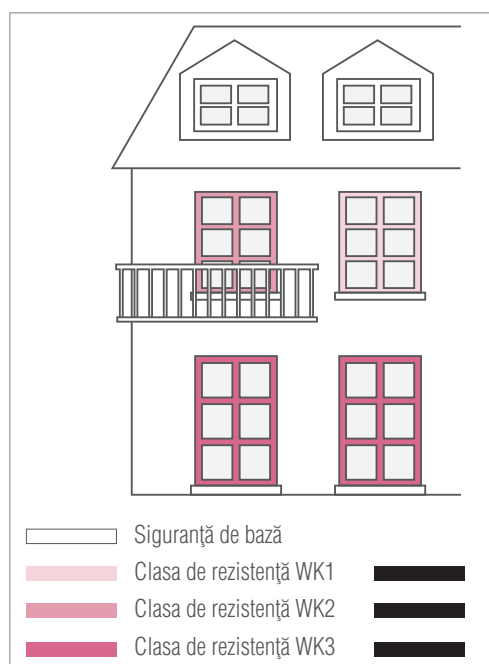 Siguranţă de bază
Clasa de rezistenţă WK1
Clasa de rezistenţă WK2
Clasa de rezistenţă WK3